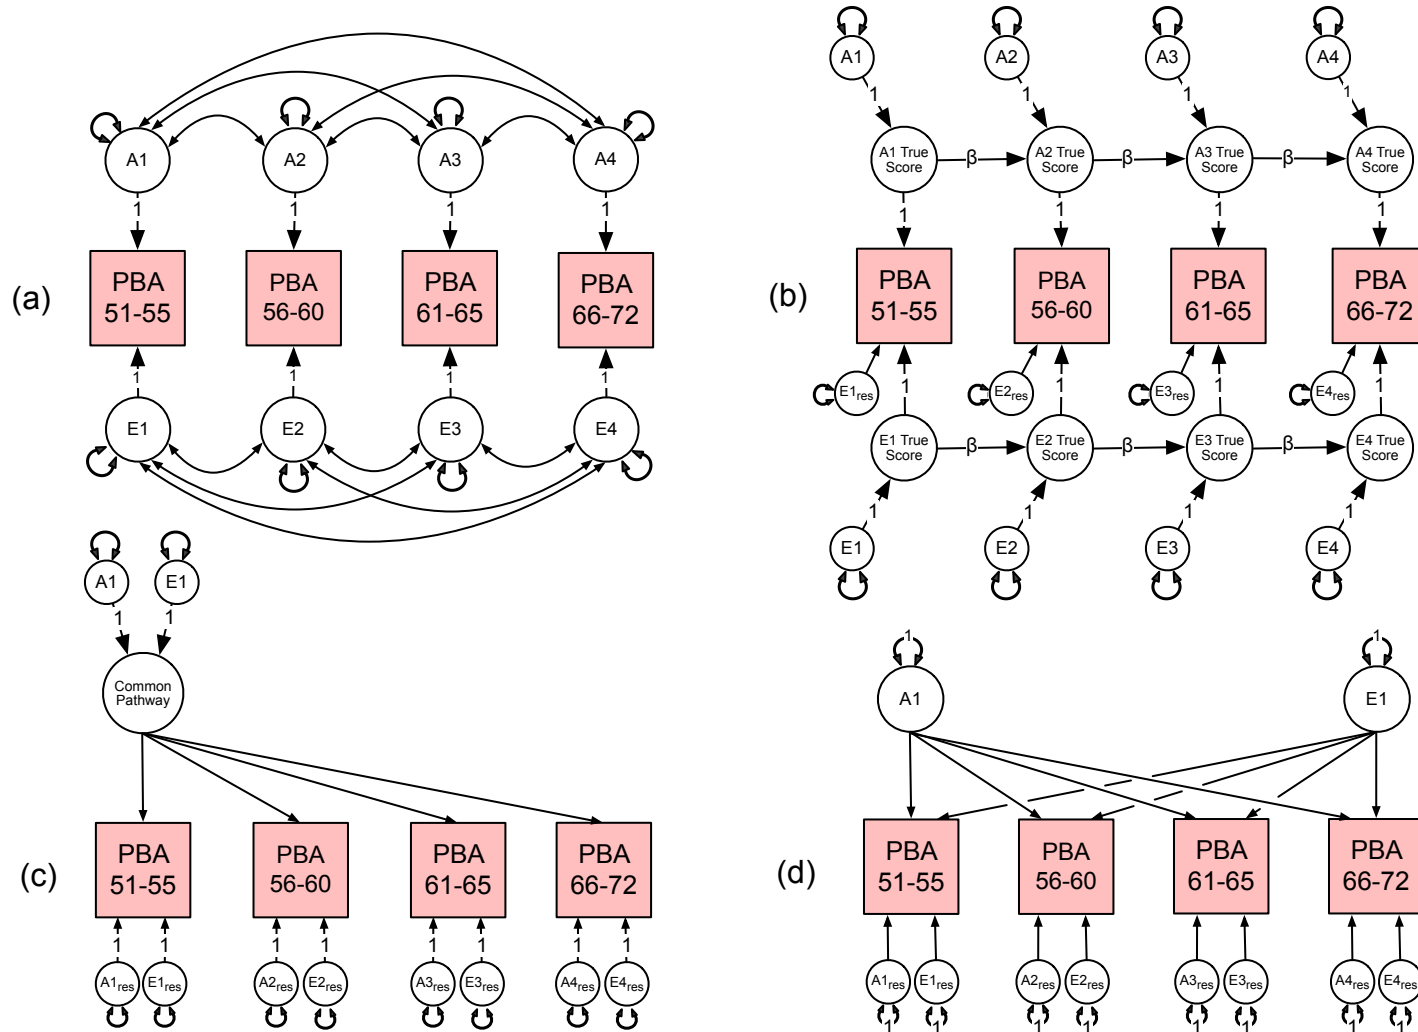 A1 A2 A3 A4
1 1 1 1
(a)
PBA 51-55
PBA 56-60
PBA 61-65
PBA 66-72
1 1 1 1
E1 E2 E3 E4
A1 A2 A3 A4
1 1 1 1
A1 True Score
β
A2 True Score
β
A3 True Score
β
A4 True Score
1 1 1 1
(b)
PBA 51-55
PBA 56-60
PBA 61-65
PBA 66-72
E1res E2res E3res E4res
1 1 1 1
E1 True Score
β
E2 True Score
β
E3 True Score
β
E4 True Score
1 1 1 1
E1 E2 E3 E4
A1 E1
1 1
Common Pathway
(c)
PBA 51-55
PBA 56-60
PBA 61-65
PBA 66-72
1 1 1 1 1 1 1 1
A1res E1res A2res E2res A3res E3res A4res E4res
1 1
A1 E1
(d)
PBA 51-55
PBA 56-60
PBA 61-65
PBA 66-72
A1res E1res A2res E2res A3res E3res A4res E4res
1 1 1 1 1 1 1 1